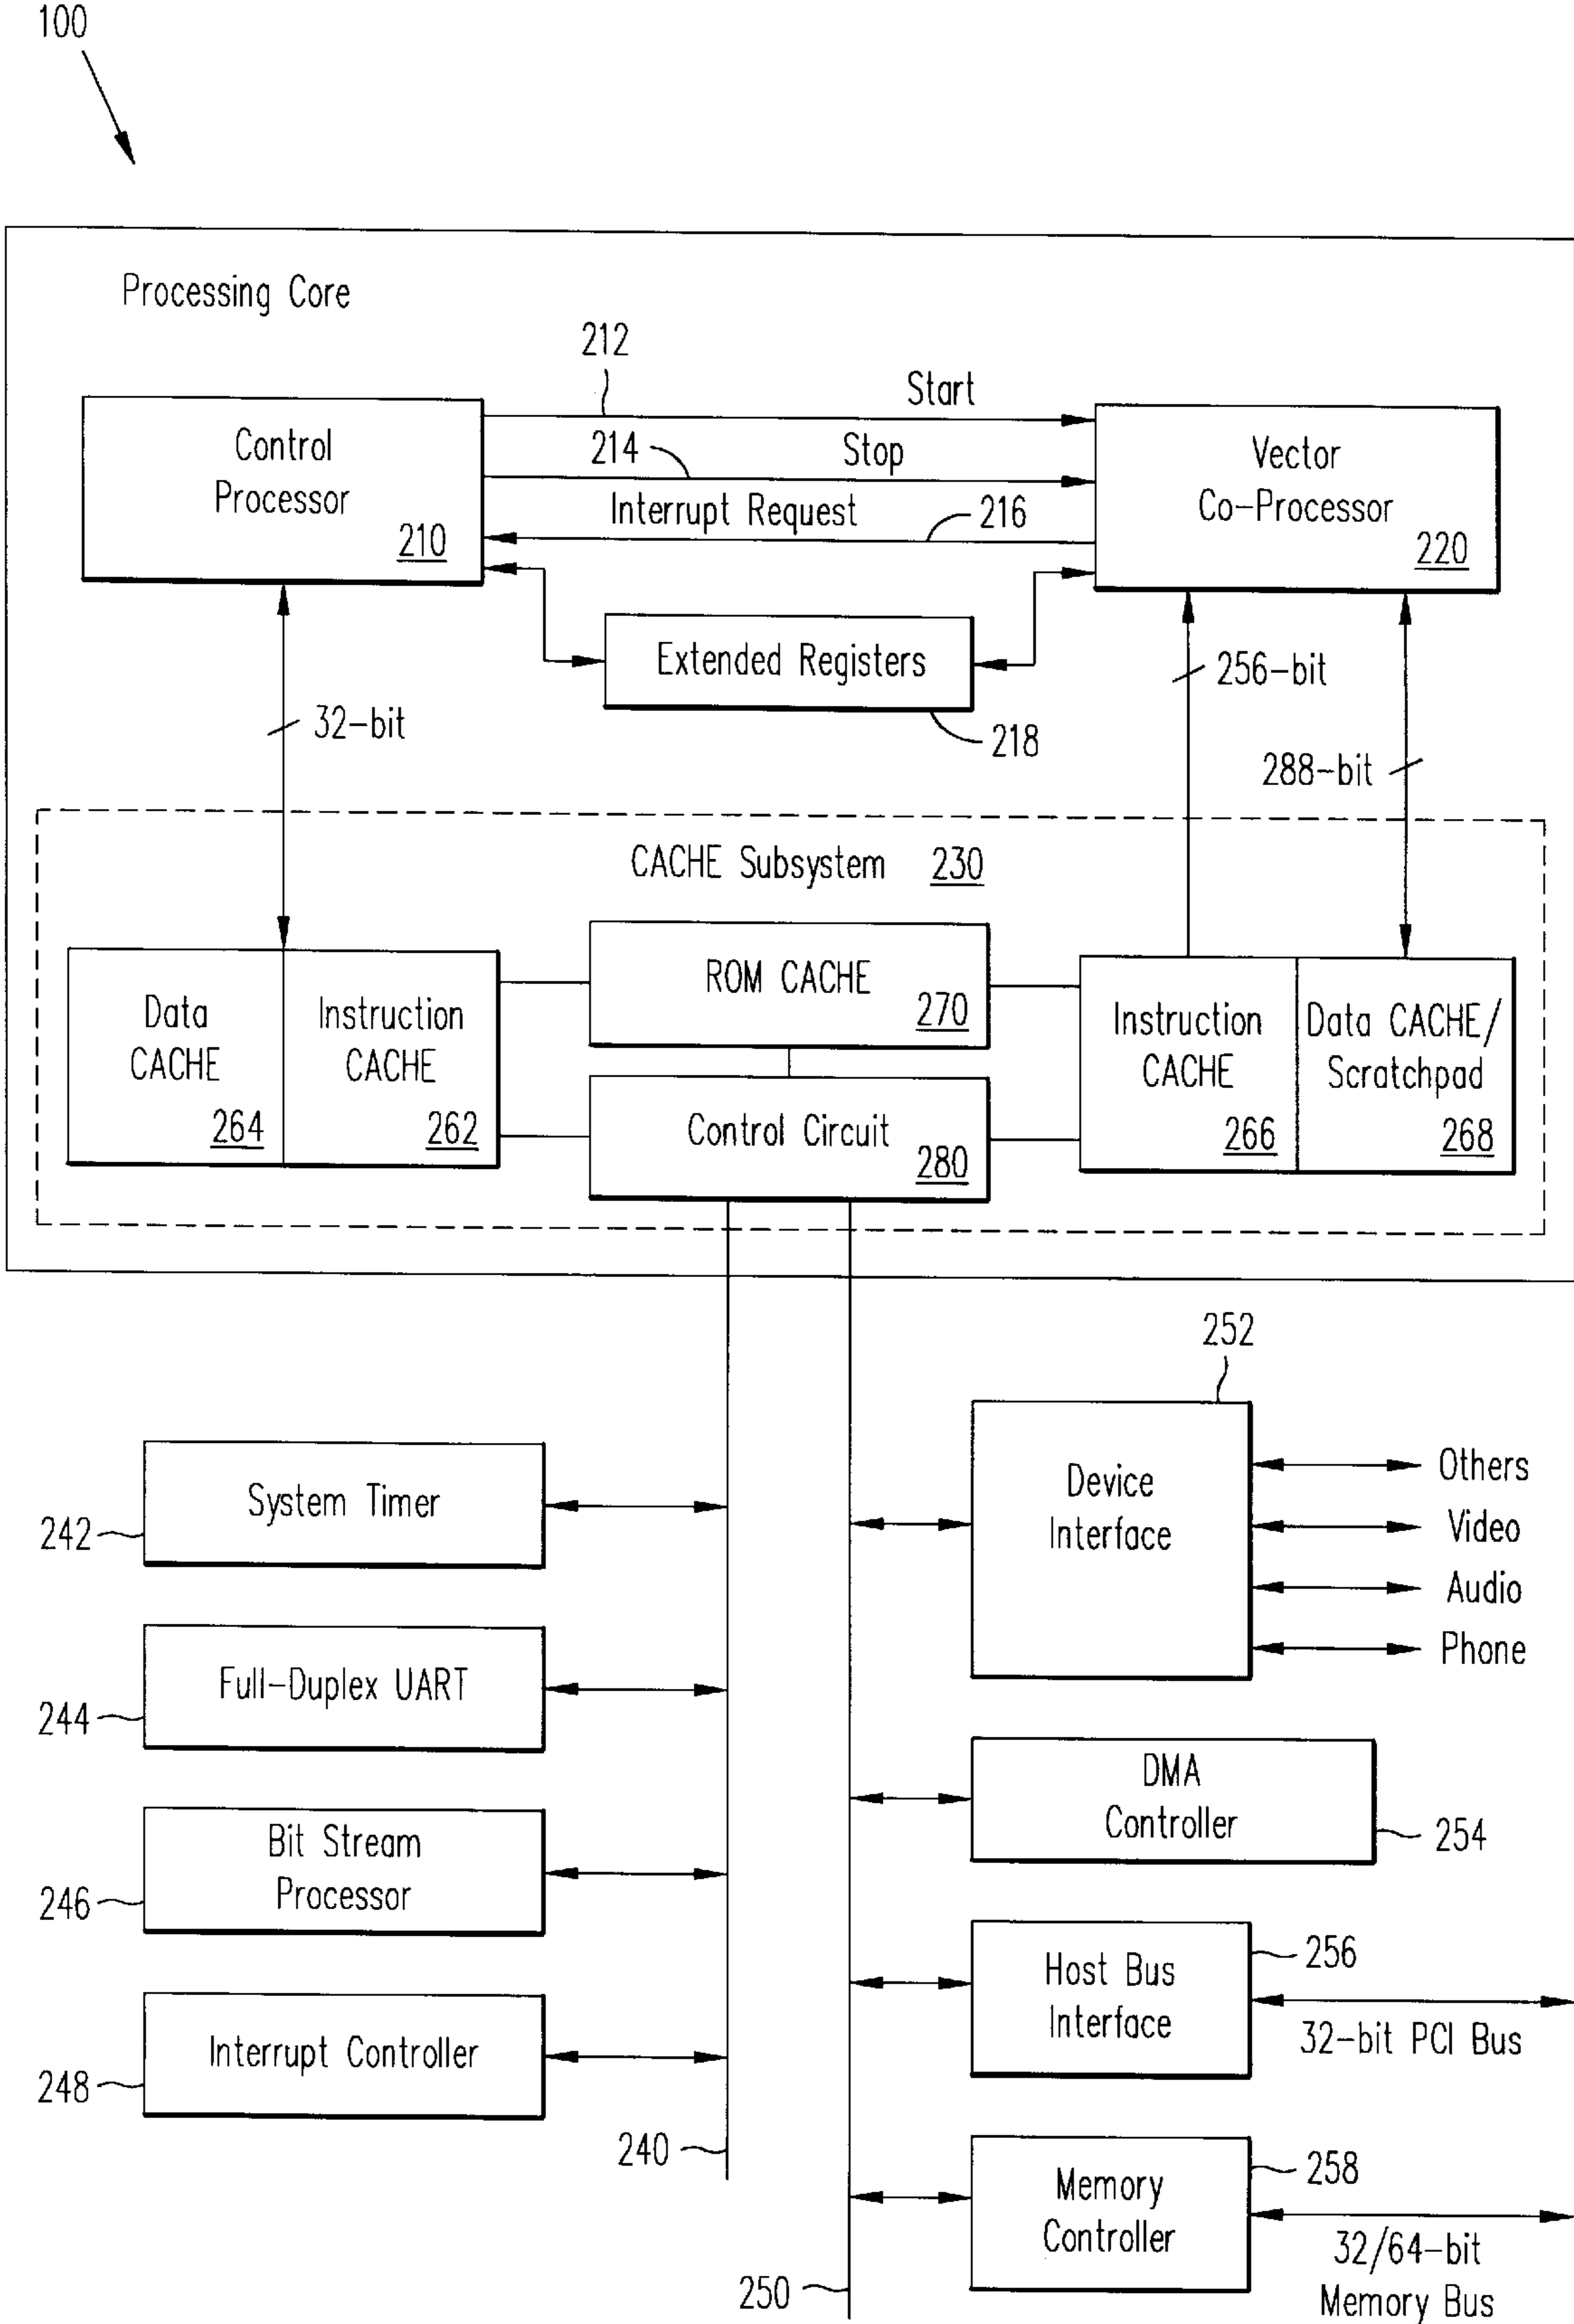 100
Processing Core
212
Start
Control
Processor
210
214
Stop
Interrupt Request
216
Vector
Co-Processor
220
Extended Registers
218
32-bit
256-bit
288-bit
CACHE Subsystem 230
Data
CACHE
264
Instruction
CACHE
262
ROM CACHE
270
Control Circuit
280
Instruction
CACHE
266
Data CACHE/
Scratchpad
268
252
System Timer
242
Full-Duplex UART
244
Bit Stream
Processor
246
Interrupt Controller
248
240
250
Device
Interface
Others
Video
Audio
Phone
DMA
Controller
254
Host Bus
Interface
256
32-bit PCI Bus
Memory
Controller
258
32/64-bit
Memory Bus